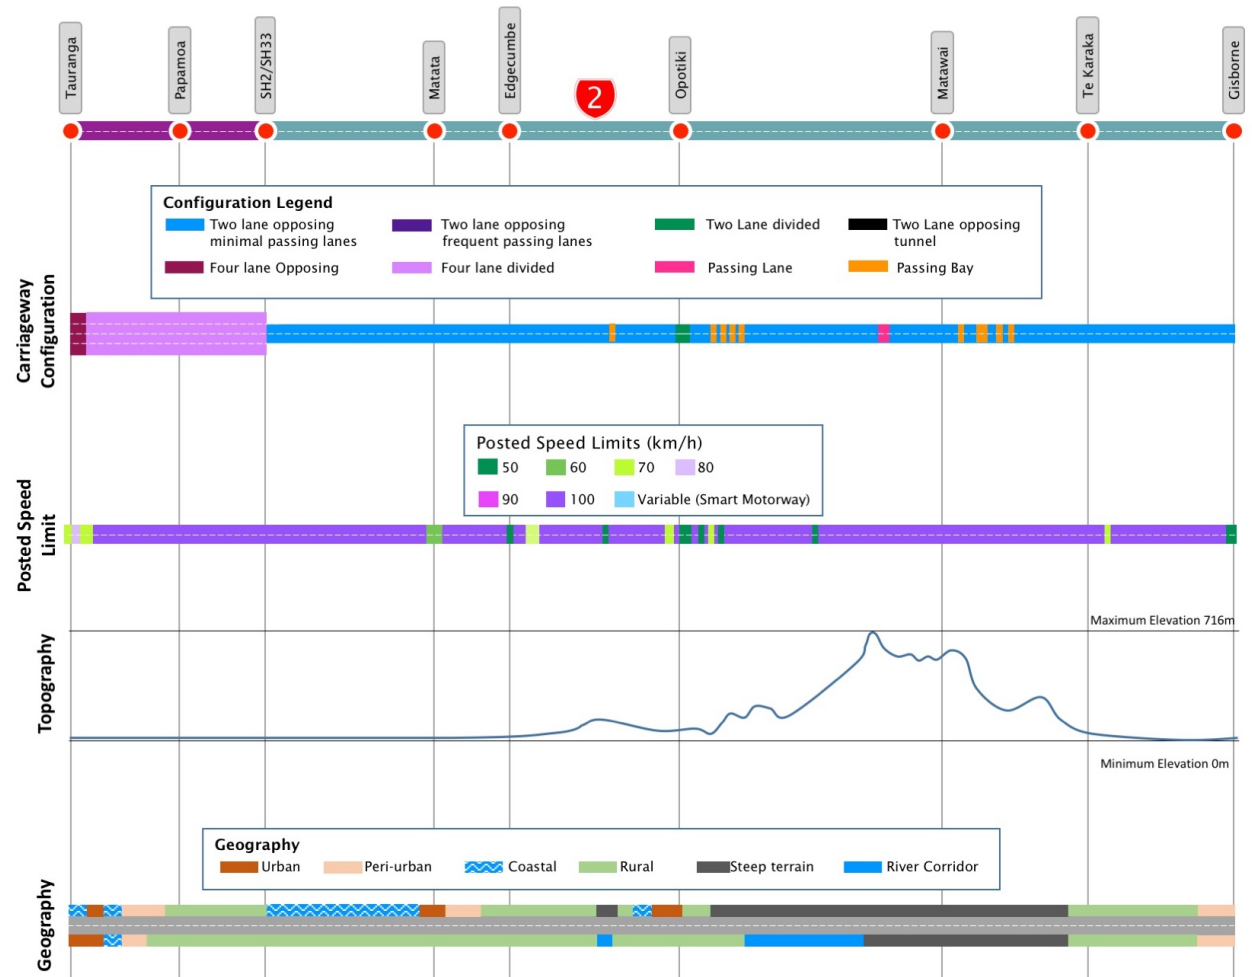 Tauranga
Papamoa
SH2/SH33
Matata
Edgecumbe
2
Opotiki
Matawai
Te Karaka
Gisborne
Configuration Legend
Two lane opposing
minimal passing lanes
Two lane opposing
frequent passing lanes
Two Lane divided
Two Lane opposing
tunnel
Four lane Opposing
Four lane divided
Passing Lane
Passing Bay
Carriageway
Configuration
Posted Speed Limits (km/h)
50
60
70
80
90
100
Variable (Smart Motorway)
Posted Speed
Limit
Maximum Elevation 716m
Topography
Minimum Elevation 0m
Geography
Urban
Peri-urban
Coastal
Rural
Steep terrain
River Corridor
Geography